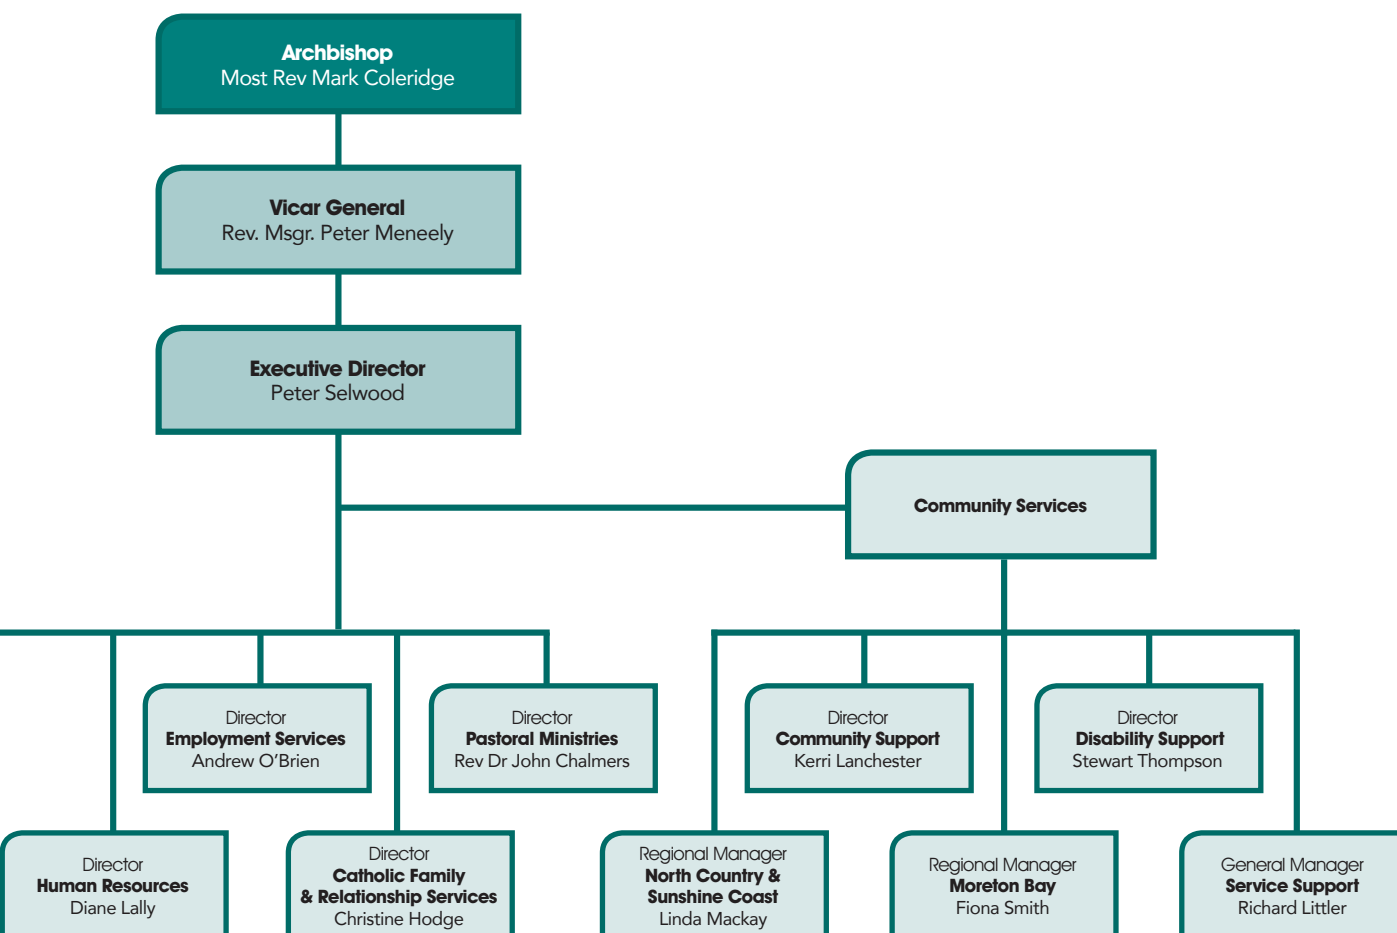 Archbishop
Most Rev Mark Coleridge
Vicar General
Rev. Msgr. Peter Meneely
Executive Director
Peter Selwood
Community Services
Director
Employment Services
Andrew O’Brien
Director
Pastoral Ministries
Rev Dr John Chalmers
Director
Community Support
Kerri Lanchester
Director
Disability Support
Stewart Thompson
Director
Human Resources
Diane Lally
Director
Catholic Family
& Relationship Services
Christine Hodge
Regional Manager
North Country &
Sunshine Coast
Linda Mackay
Regional Manager
Moreton Bay
Fiona Smith
General Manager
Service Support
Richard Littler